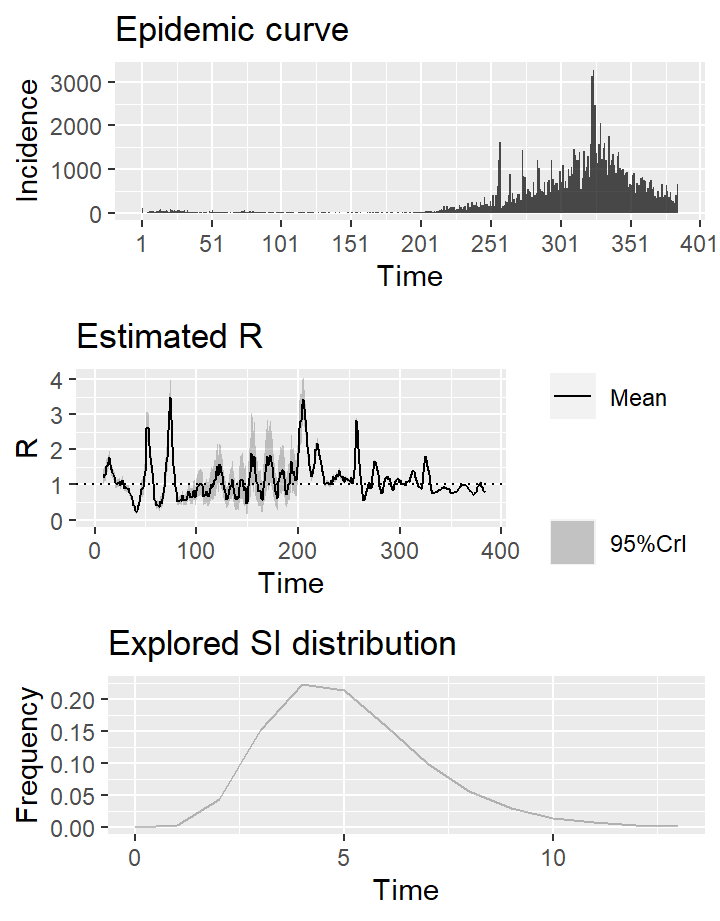 Epidemic curve
Incidence
3000
2000
1000
0
1 51 101 151 201 251 301 351 401
Time
Estimated R
R
4
3
2
1
0
0 100 200 300 400
Time
Mean
95%CrI
Explored SI distribution
Frequency
0.20
0.15
0.10
0.05
0.00
0 5 10
Time